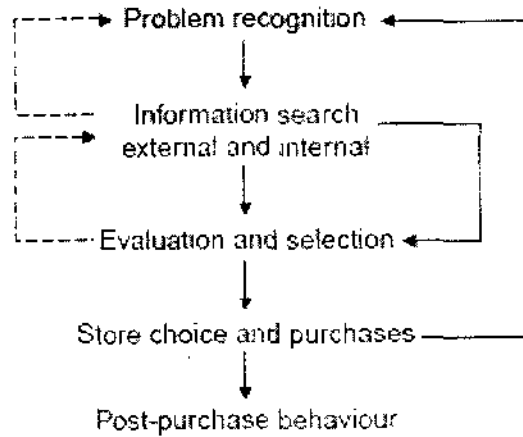 Problem recognition
Information search
external and internal
Evaluation and selection
Store choice and purchases
Post-purchase behaviour